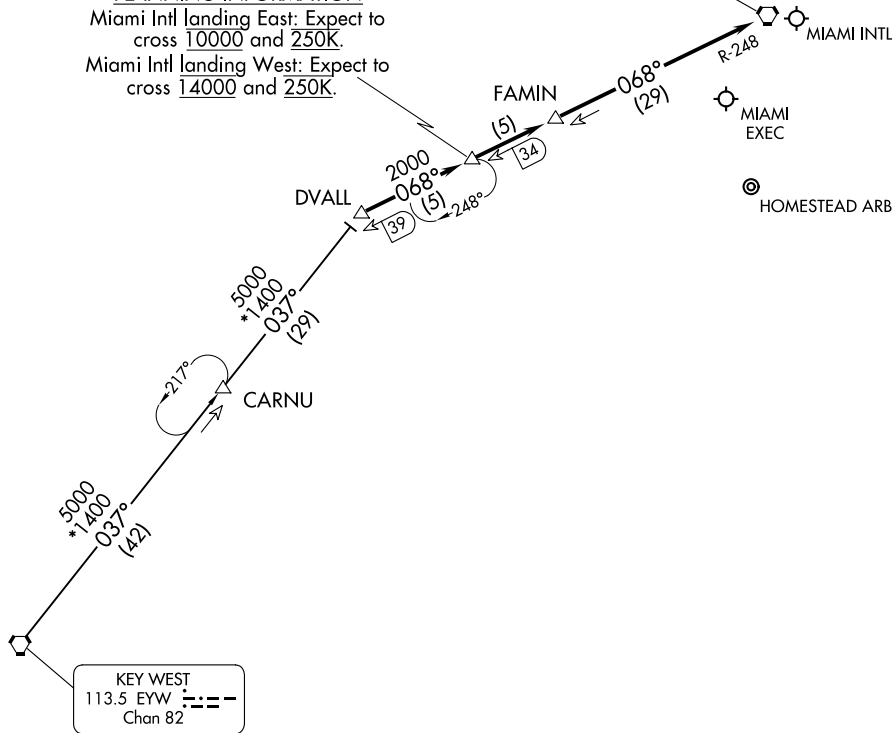 Miami Intl landing East: Expect to
cross 10000 and 250K.
Miami Intl landing West: Expect to
cross 14000 and 250K.
MIAMI INTL
R-248
068°
(29)
FAMIN
MIAMI
EXEC
(5)
34
HOMESTEAD ARB
2000
068°
(5)
248°
DVALL
39
5000
*1400
037°
(29)
217°
CARNU
5000
*1400
037°
(42)
KEY WEST
113.5 EYW
Chan 82